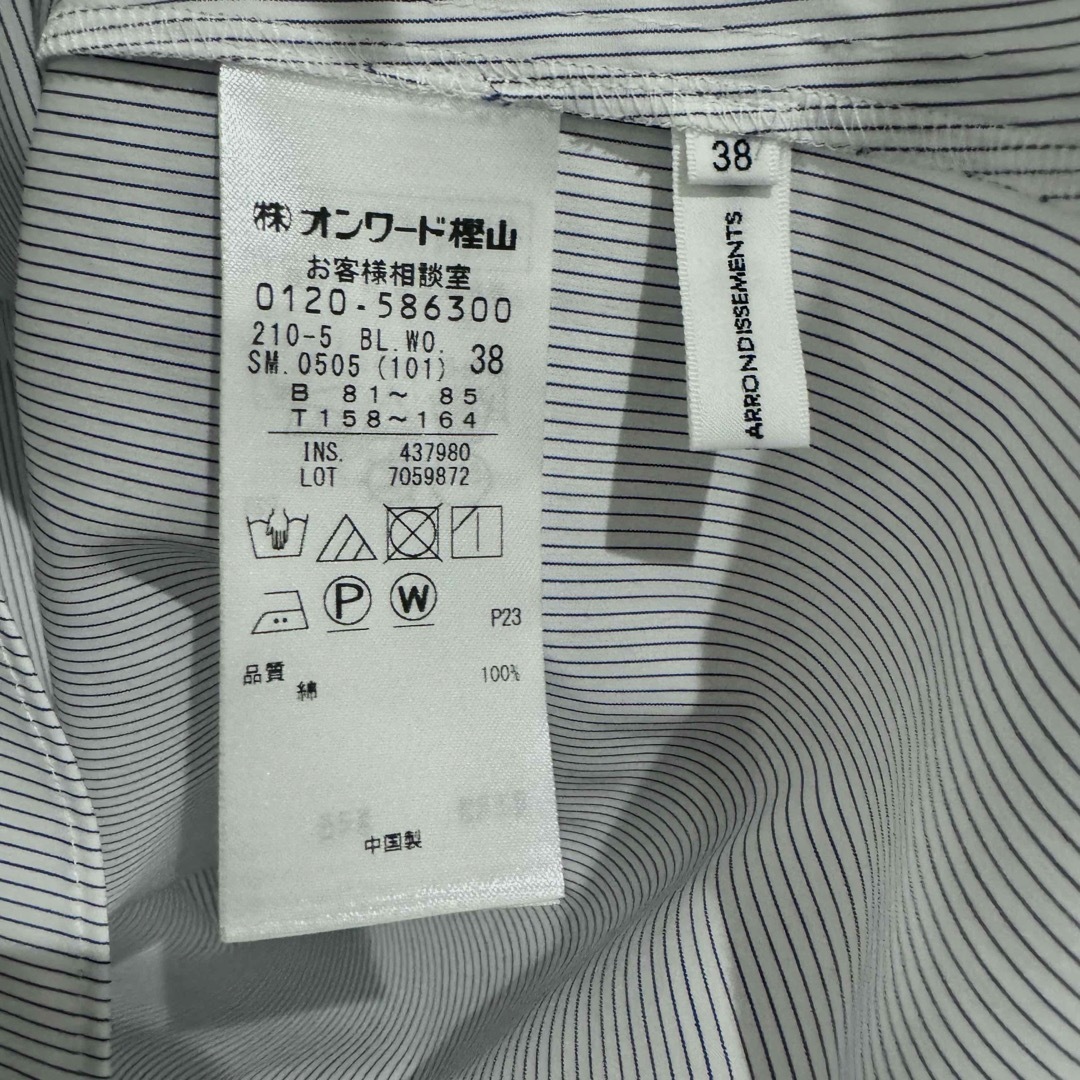 ㈱オンワード樫山
お客様相談室
0120-586300
210-5 BL.WO.
SM.0505 (101) 38
B 81～ 85
T158～164
INS. 437980
LOT 7059872
P
W
P23
品質
綿 100%
中国製
38
ARRONDISSEMENTS